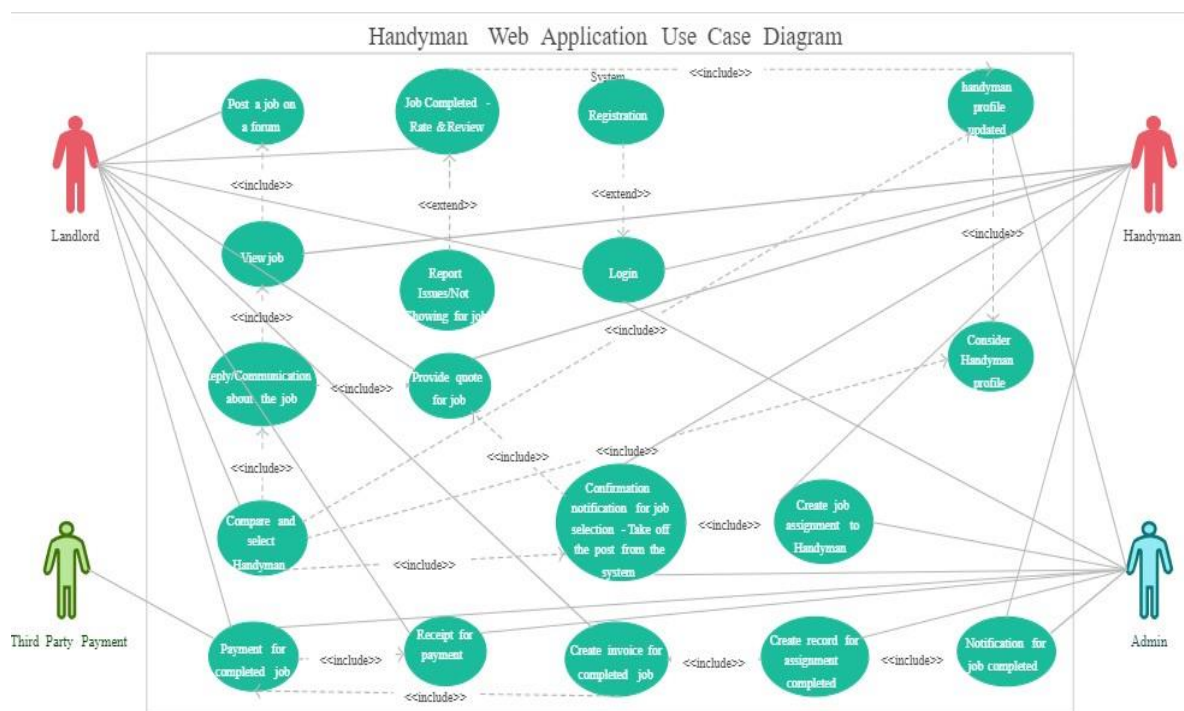 Handyman Web Application Use Case Diagram
System
<<include>>
Post a job on
a forum
Job Completed -
Rate & Review
Registration
handyman
profile
updated
<<include>>
<<extend>>
<<extend>>
Landlord
Handyman
View job
Report
Issues/Not
Showing for job
Login
<<include>>
<<include>>
<<include>>
Reply/Communication
about the job
<<include>>
Provide quote
for job
Consider
Handyman
profile
<<include>>
<<include>>
<<include>>
Compare and
select
Handyman
Confirmation
notification for job
selection - Take off
the post from the
system
<<include>>
Create job
assignment to
Handyman
<<include>>
Third Party Payment
Admin
Payment for
completed job
<<include>>
Receipt for
payment
Create invoice for
completed job
<<include>>
Create record for
assignment
completed
<<include>>
Notification for
job completed
<<include>>